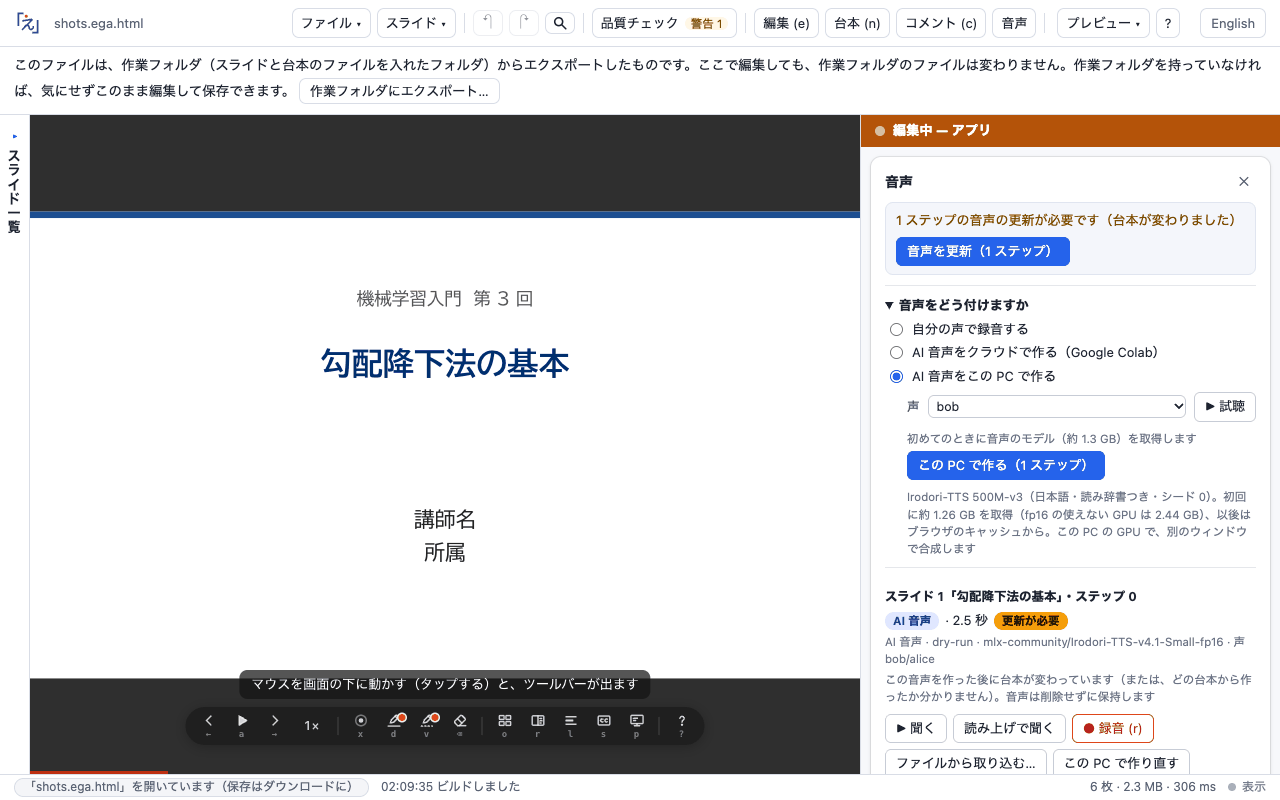 えん
shots.ega.html
ファイル ▾
スライド ▾
品質チェック 警告 1
編集 (e)
台本 (n)
コメント (c)
音声
プレビュー ▾
?
English
このファイルは、作業フォルダ（スライドと台本のファイルを入れたフォルダ）からエクスポートしたものです。ここで編集しても、作業フォルダのファイルは変わりません。作業フォルダを持っていなけれ
ば、気にせずこのまま編集して保存できます。 作業フォルダにエクスポート...
▸ スライド一覧
機械学習入門 第 3 回
勾配降下法の基本
講師名
所属
マウスを画面の下に動かす（タップする）と、ツールバーが出ます
1×
← a → x d v ⌫ o r l s p ?
編集中 — アプリ
音声 ×
1 ステップの音声の更新が必要です（台本が変わりました）
音声を更新（1 ステップ）
▼ 音声をどう付けますか
自分の声で録音する
AI 音声をクラウドで作る（Google Colab）
AI 音声をこの PC で作る
声 bob ▶ 試聴
初めてのときに音声のモデル（約 1.3 GB）を取得します
この PC で作る（1 ステップ）
Irodori-TTS 500M-v3（日本語・読み辞書つき・シード 0）。初回
に約 1.26 GB を取得（fp16 の使えない GPU は 2.44 GB）、以後は
ブラウザのキャッシュから。この PC の GPU で、別のウィンドウ
で合成します
スライド 1「勾配降下法の基本」・ステップ 0
AI 音声 · 2.5 秒 更新が必要
AI 音声 · dry-run · mlx-community/Irodori-TTS-v4.1-Small-fp16 · 声
bob/alice
この音声を作った後に台本が変わっています（または、どの台本から作
ったか分かりません）。音声は削除せずに保持します
▶ 聞く
読み上げで聞く
● 録音 (r)
ファイルから取り込む...
この PC で作り直す
「shots.ega.html」を開いています（保存はダウンロードに）
02:09:35 ビルドしました
6 枚 · 2.3 MB · 306 ms ● 表示